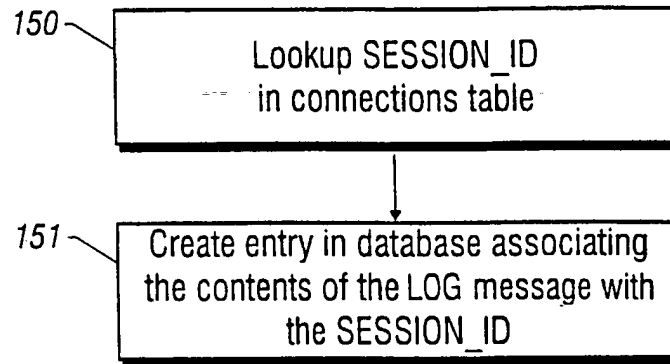 150
Lookup SESSION_ID
in connections table
151
Create entry in database associating
the contents of the LOG message with
the SESSION_ID